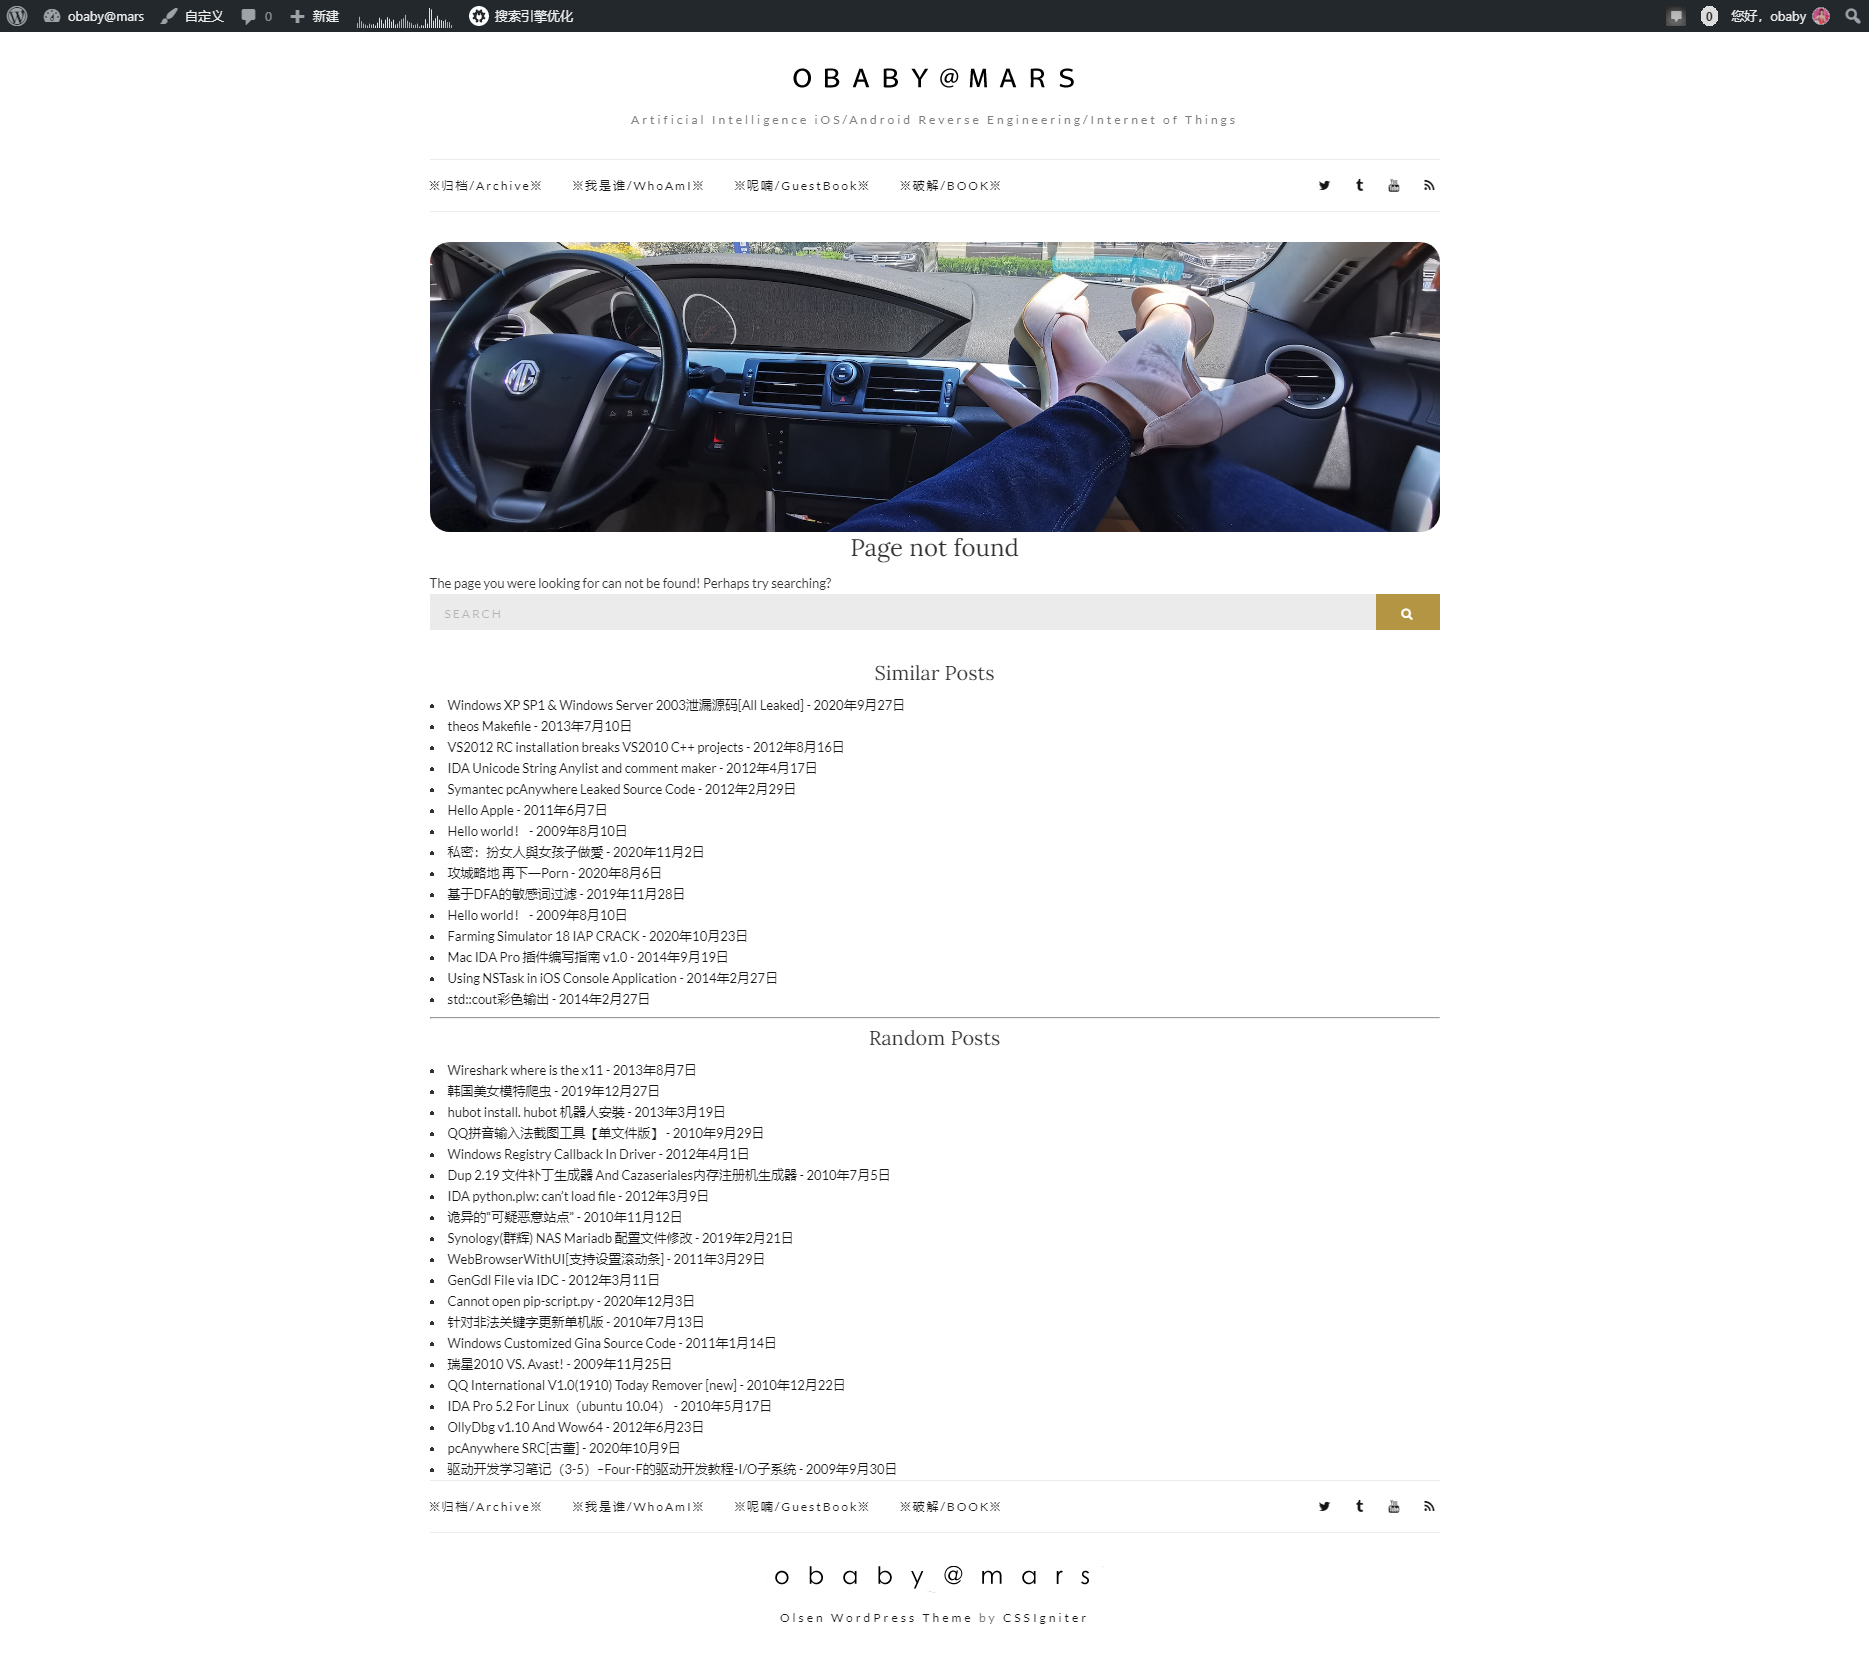 obaby@mars 自定义 0 新建 搜索引擎优化 0 您好，obaby
OBABY@MARS
Artificial Intelligence iOS/Android Reverse Engineering/Internet of Things
※归档/Archive※ ※我是谁/WhoAmI※ ※呢喃/GuestBook※ ※破解/BOOK※
MG
Page not found
The page you were looking for can not be found! Perhaps try searching?
SEARCH
Similar Posts
Windows XP SP1 & Windows Server 2003泄漏源码[All Leaked] - 2020年9月27日
theos Makefile - 2013年7月10日
VS2012 RC installation breaks VS2010 C++ projects - 2012年8月16日
IDA Unicode String Anylist and comment maker - 2012年4月17日
Symantec pcAnywhere Leaked Source Code - 2012年2月29日
Hello Apple - 2011年6月7日
Hello world！ - 2009年8月10日
私密：扮女人與女孩子做愛 - 2020年11月2日
攻城略地 再下一Porn - 2020年8月6日
基于DFA的敏感词过滤 - 2019年11月28日
Hello world！ - 2009年8月10日
Farming Simulator 18 IAP CRACK - 2020年10月23日
Mac IDA Pro 插件编写指南 v1.0 - 2014年9月19日
Using NSTask in iOS Console Application - 2014年2月27日
std::cout彩色输出 - 2014年2月27日
Random Posts
Wireshark where is the x11 - 2013年8月7日
韩国美女模特爬虫 - 2019年12月27日
hubot install. hubot 机器人安裝 - 2013年3月19日
QQ拼音输入法截图工具【单文件版】 - 2010年9月29日
Windows Registry Callback In Driver - 2012年4月1日
Dup 2.19 文件补丁生成器 And Cazaseriales内存注册机生成器 - 2010年7月5日
IDA python.plw: can't load file - 2012年3月9日
诡异的“可疑恶意站点” - 2010年11月12日
Synology(群辉) NAS Mariadb 配置文件修改 - 2019年2月21日
WebBrowserWithUI[支持设置滚动条] - 2011年3月29日
GenGdl File via IDC - 2012年3月11日
Cannot open pip-script.py - 2020年12月3日
针对非法关键字更新单机版 - 2010年7月13日
Windows Customized Gina Source Code - 2011年1月14日
瑞星2010 VS. Avast! - 2009年11月25日
QQ International V1.0(1910) Today Remover [new] - 2010年12月22日
IDA Pro 5.2 For Linux（ubuntu 10.04） - 2010年5月17日
OllyDbg v1.10 And Wow64 - 2012年6月23日
pcAnywhere SRC[古董] - 2020年10月9日
驱动开发学习笔记（3-5）–Four-F的驱动开发教程-I/O子系统 - 2009年9月30日
※归档/Archive※ ※我是谁/WhoAmI※ ※呢喃/GuestBook※ ※破解/BOOK※
obaby@mars
Olsen WordPress Theme by CSSIgniter